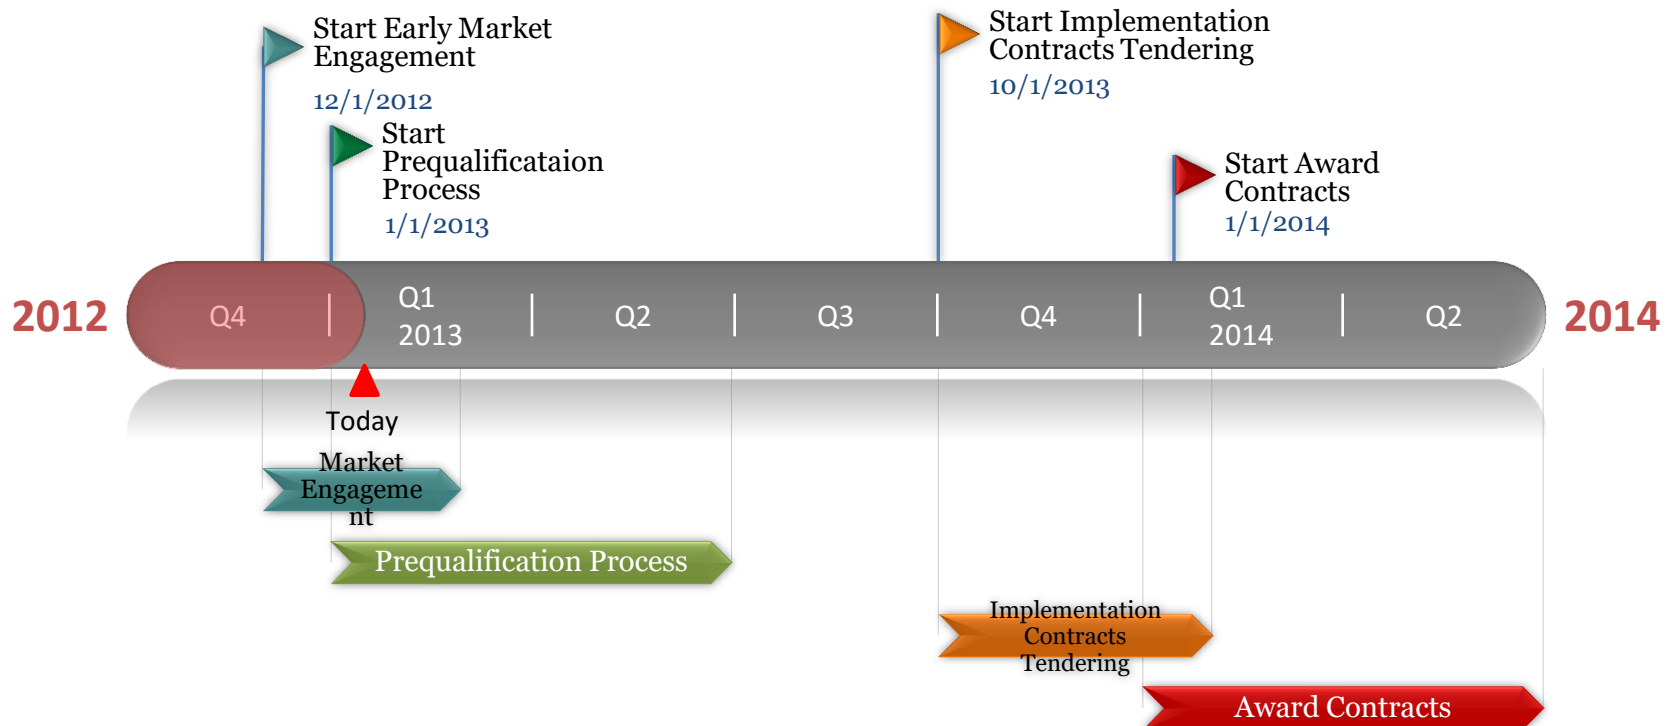 Start Early Market
Engagement
12/1/2012
Start
Prequalificataion
Process
1/1/2013
Start Implementation
Contracts Tendering
10/1/2013
Start Award
Contracts
1/1/2014
2012
Q4
Q1
2013
Q2
Q3
Q4
Q1
2014
Q2
2014
Today
Market
Engageme
nt
Prequalification Process
Implementation
Contracts
Tendering
Award Contracts